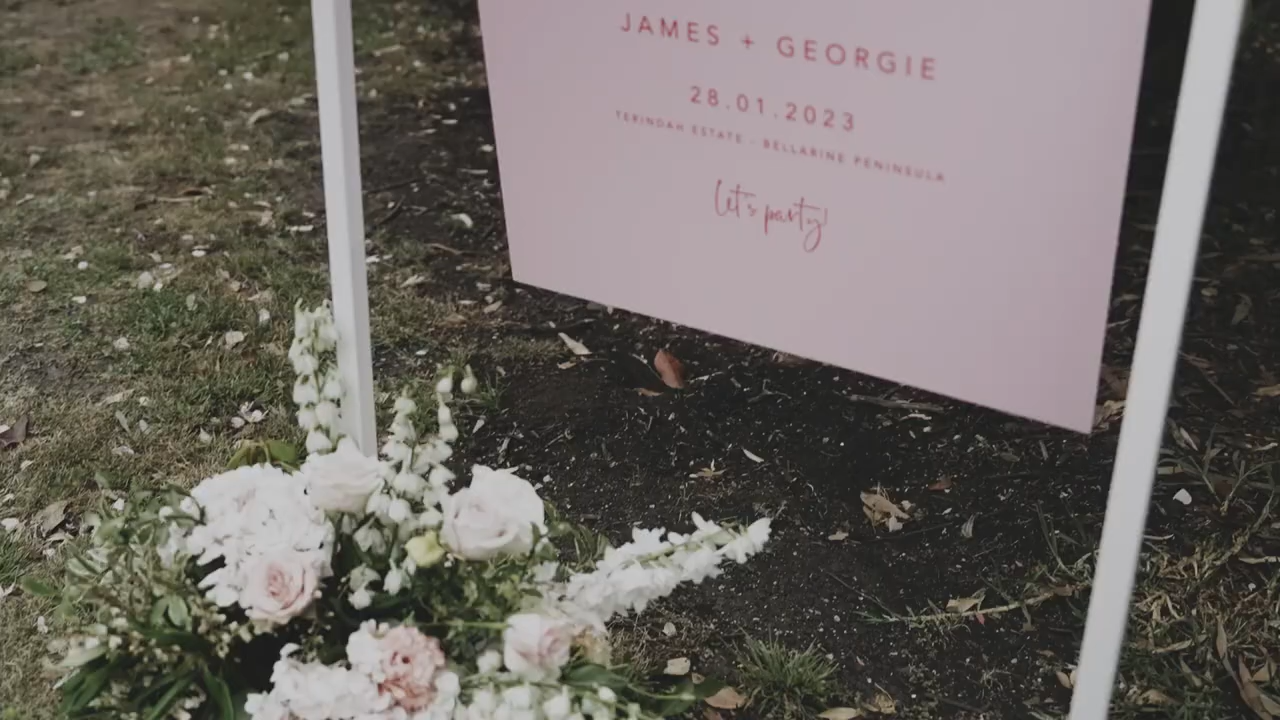 JAMES + GEORGIE
28.01.2023
TERINDAH ESTATE · BELLARINE PENINSULA
let's party!